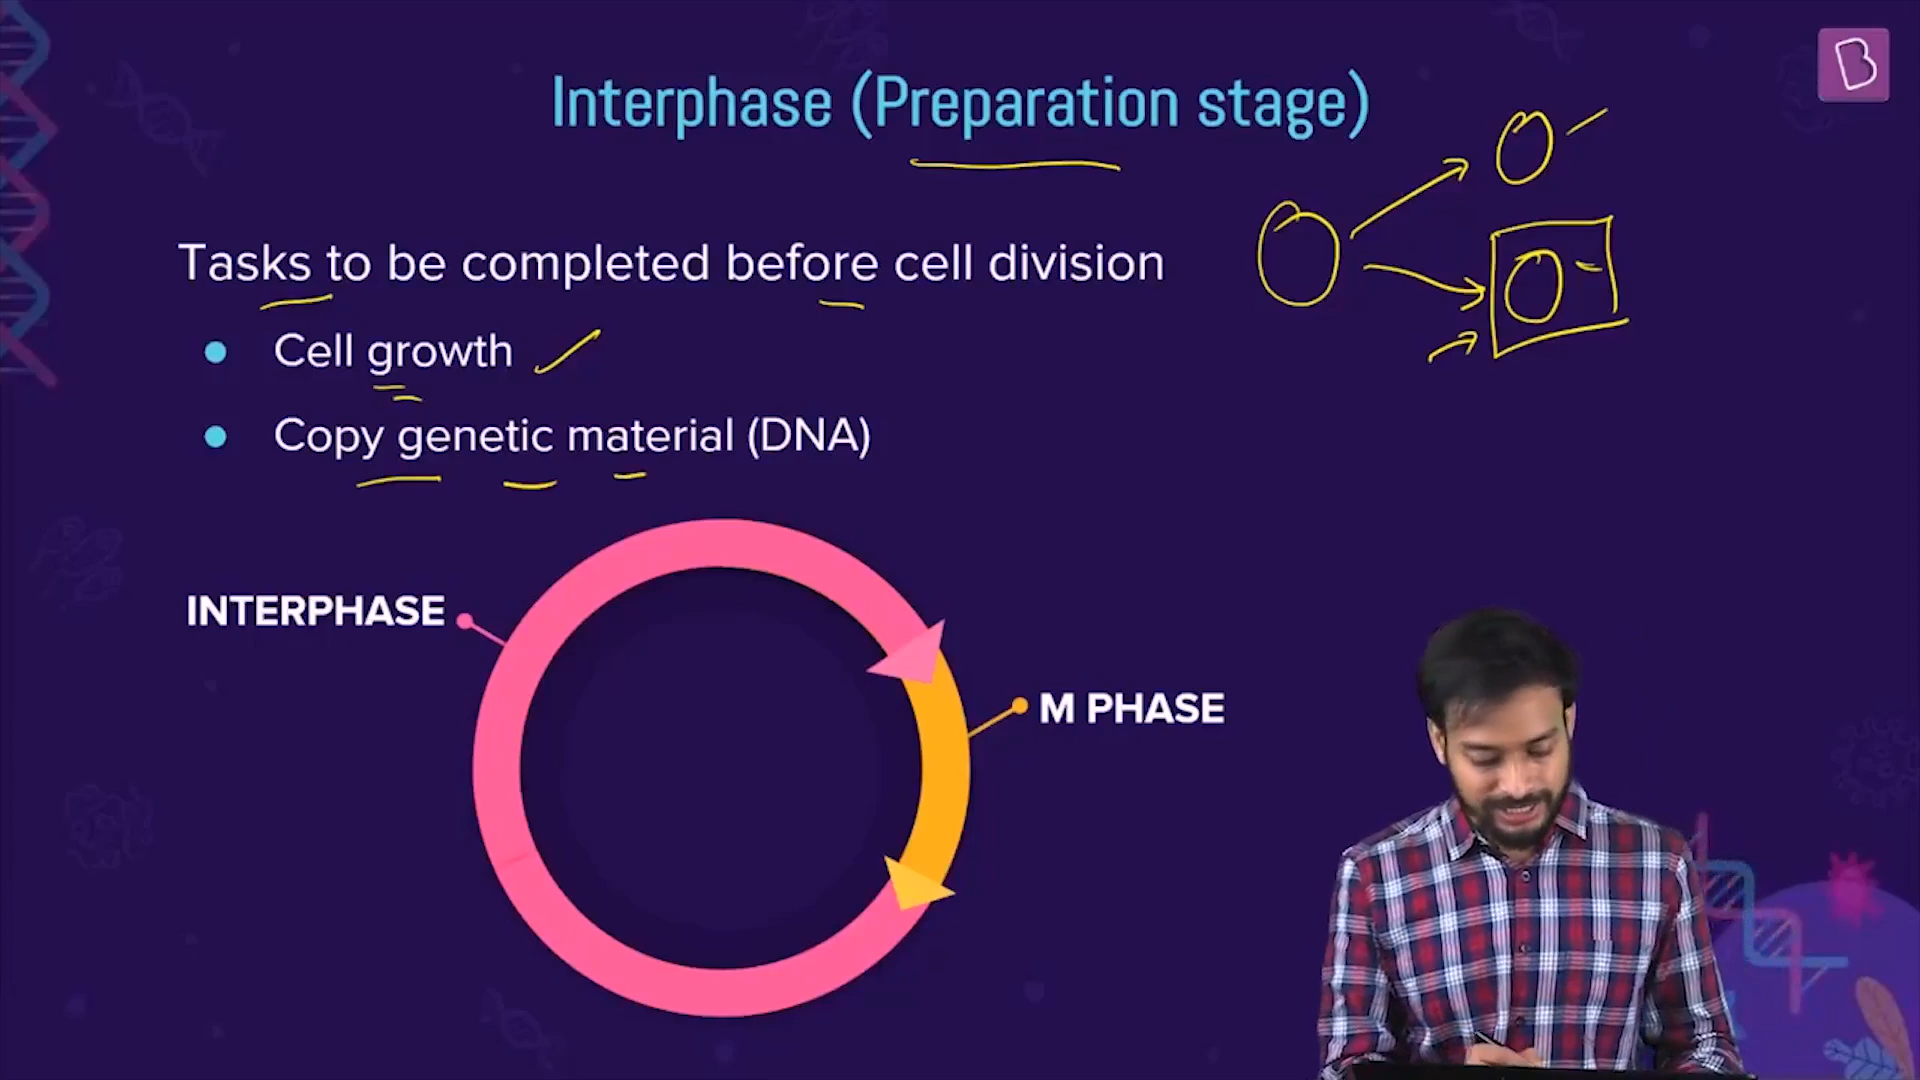 Interphase (Preparation stage)
Tasks to be completed before cell division
Cell growth
Copy genetic material (DNA)
INTERPHASE
M PHASE